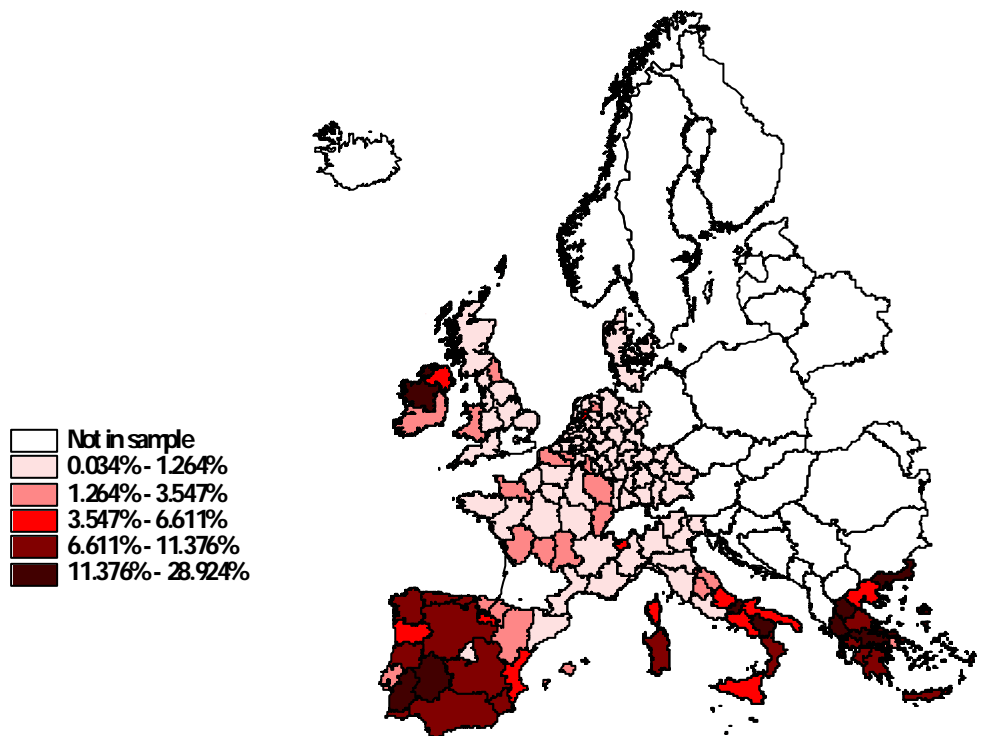 Not in sample
0.034% - 1.264%
1.264% - 3.547%
3.547% - 6.611%
6.611% - 11.376%
11.376% - 28.924%